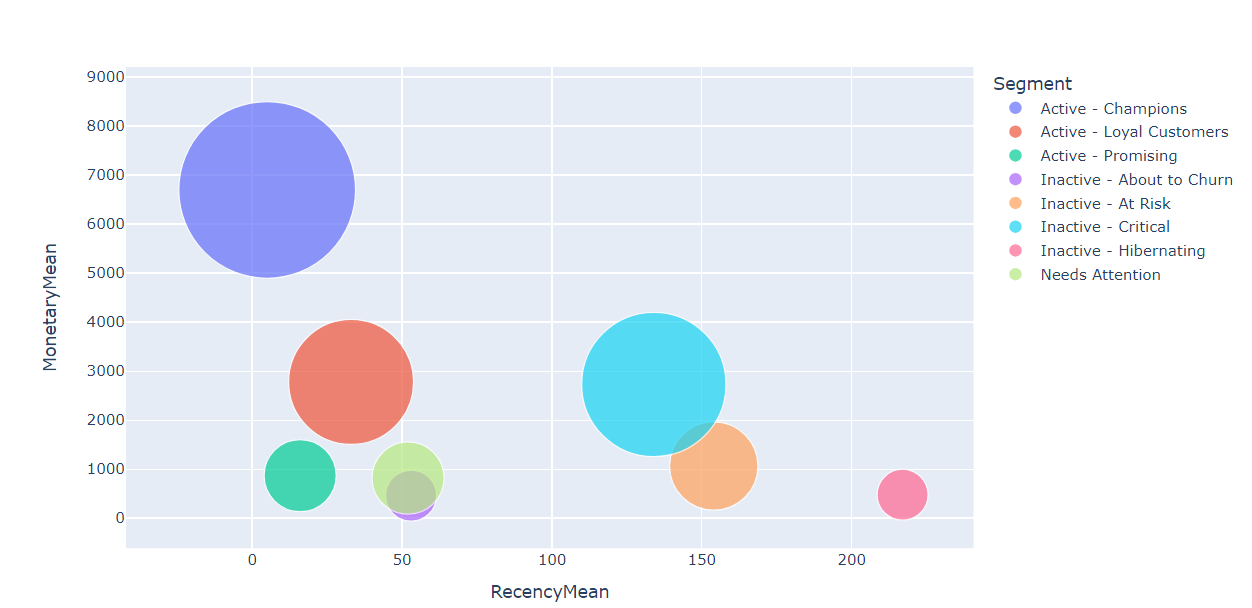 9000
8000
7000
6000
5000
4000
3000
2000
1000
0
MonetaryMean
0 50 100 150 200
RecencyMean
Segment
Active - Champions
Active - Loyal Customers
Active - Promising
Inactive - About to Churn
Inactive - At Risk
Inactive - Critical
Inactive - Hibernating
Needs Attention